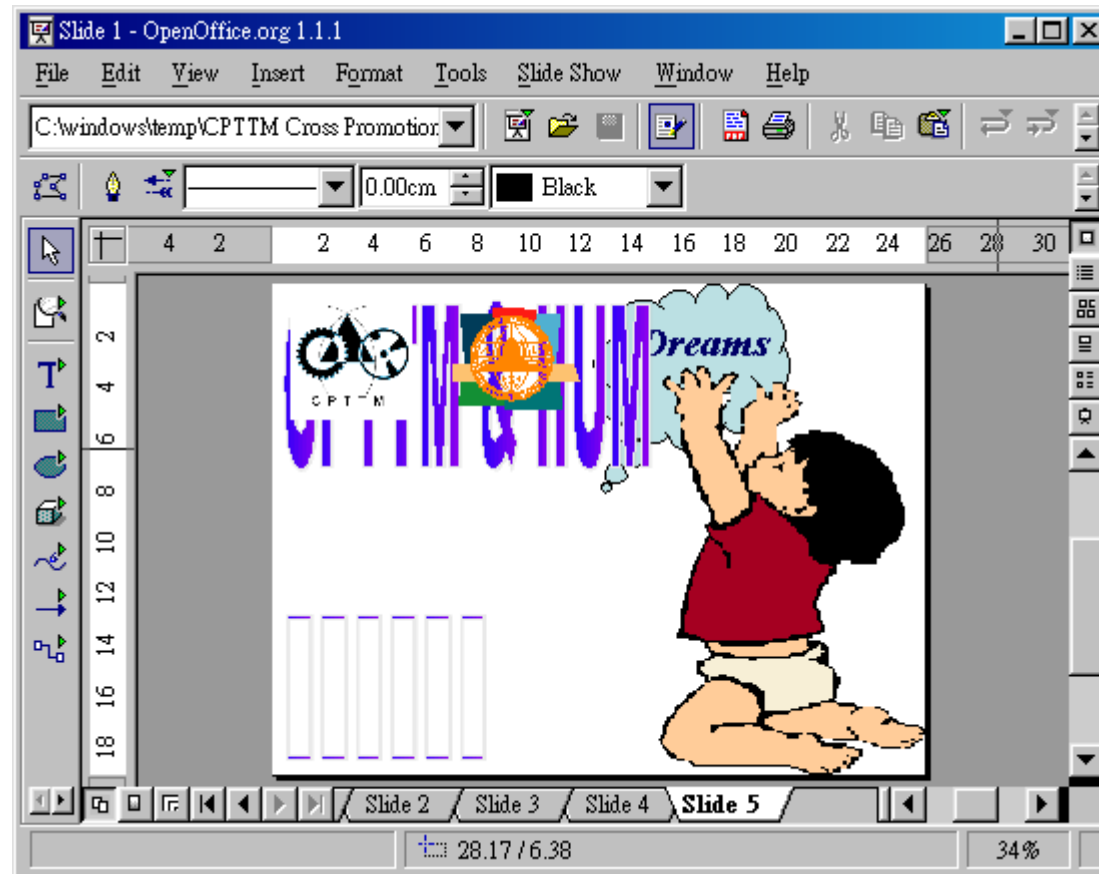 Slide 1 - OpenOffice.org 1.1.1
File Edit View Insert Format Tools Slide Show Window Help
C:\windows\temp\CPTTM Cross Promotion
0.00cm Black
4 2 2 4 6 8 10 12 14 16 18 20 22 24 26 28 30
2
4
6
8
10
12
14
16
18
CPTTM & HUM
CPTTM
Dreams
Slide 2 Slide 3 Slide 4 Slide 5
28.17 / 6.38 34%